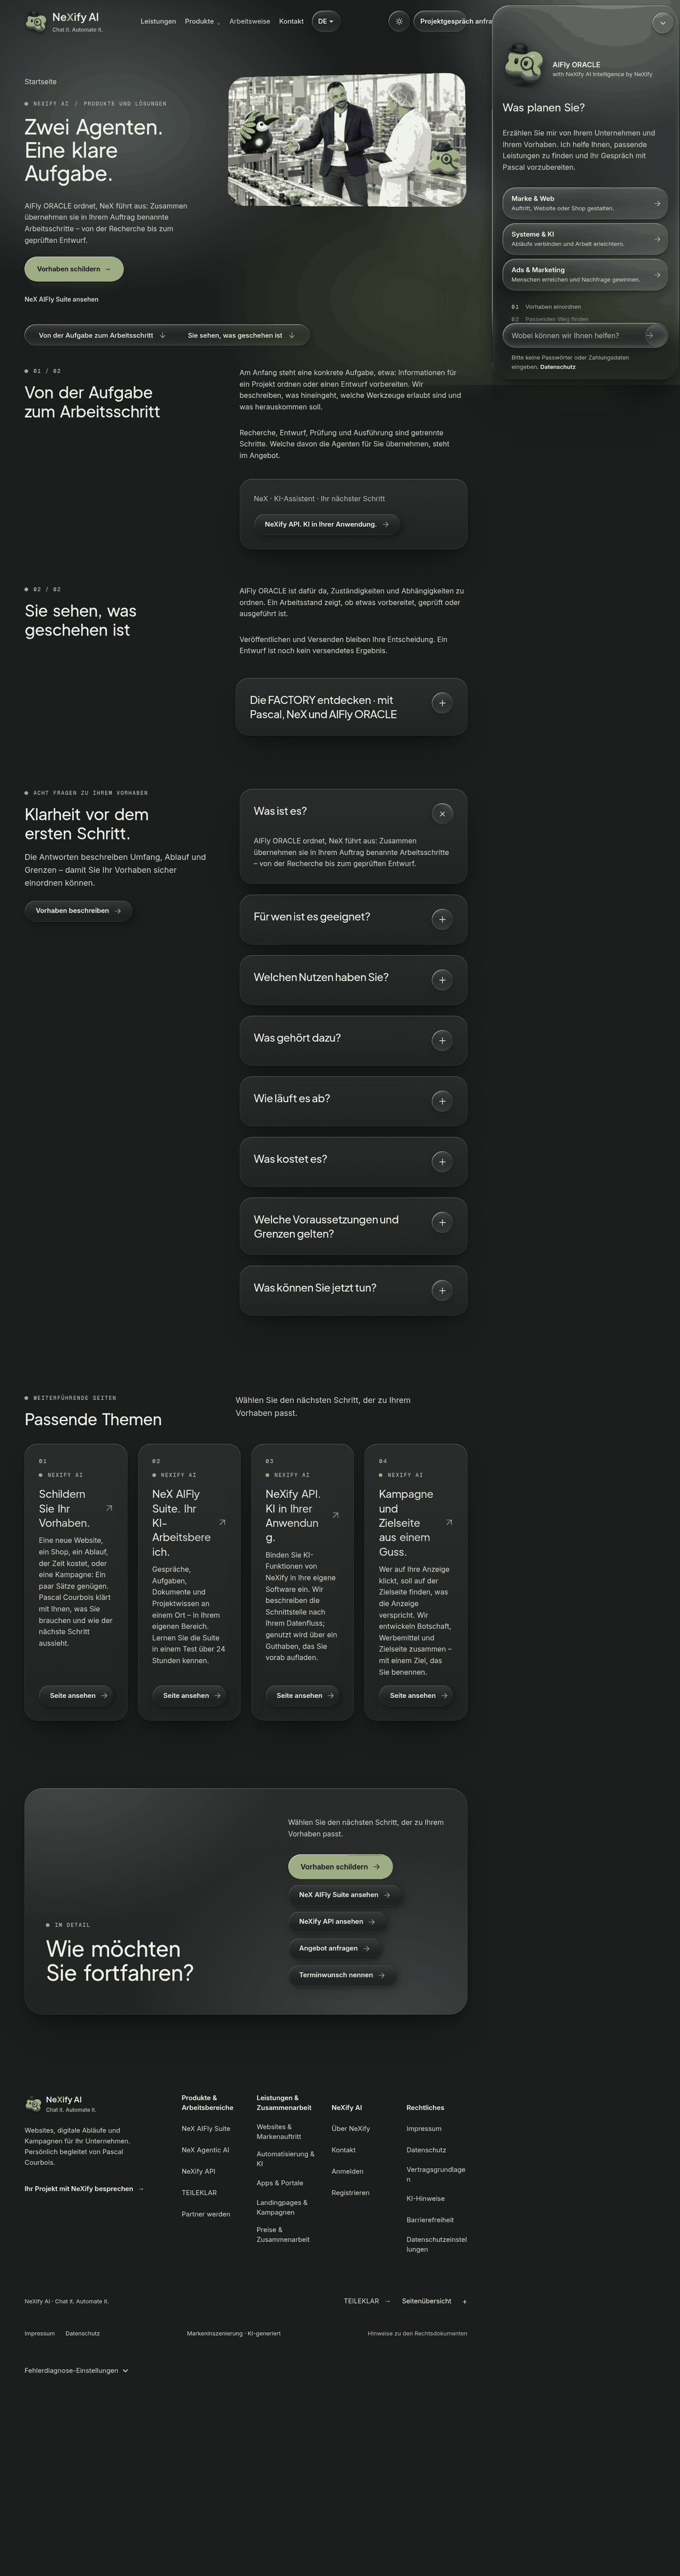 NeXify AI
Chat it. Automate it.
Leistungen
Produkte
Arbeitsweise
Kontakt
DE
Projektgespräch anfra
Startseite
NEXIFY AI / PRODUKTE UND LÖSUNGEN
Zwei Agenten.
Eine klare
Aufgabe.
AIFly ORACLE ordnet, NeX führt aus: Zusammen
übernehmen sie in Ihrem Auftrag benannte
Arbeitsschritte – von der Recherche bis zum
geprüften Entwurf.
Vorhaben schildern →
NeX AIFly Suite ansehen
Von der Aufgabe zum Arbeitsschritt ↓
Sie sehen, was geschehen ist ↓
AIFly ORACLE
with NeXify AI Intelligence by NeXify
Was planen Sie?
Erzählen Sie mir von Ihrem Unternehmen und
Ihrem Vorhaben. Ich helfe Ihnen, passende
Leistungen zu finden und Ihr Gespräch mit
Pascal vorzubereiten.
Marke & Web
Auftritt, Website oder Shop gestalten.
→
Systeme & KI
Abläufe verbinden und Arbeit erleichtern.
→
Ads & Marketing
Menschen erreichen und Nachfrage gewinnen.
→
01 Vorhaben einordnen
02 Passenden Weg finden
Wobei können wir Ihnen helfen? →
Bitte keine Passwörter oder Zahlungsdaten
eingeben. Datenschutz
01 / 02
Von der Aufgabe
zum Arbeitsschritt
Am Anfang steht eine konkrete Aufgabe, etwa: Informationen für
ein Projekt ordnen oder einen Entwurf vorbereiten. Wir
beschreiben, was hineingeht, welche Werkzeuge erlaubt sind und
was herauskommen soll.
Recherche, Entwurf, Prüfung und Ausführung sind getrennte
Schritte. Welche davon die Agenten für Sie übernehmen, steht
im Angebot.
NeX · KI-Assistent · Ihr nächster Schritt
NeXify API. KI in Ihrer Anwendung. →
02 / 02
Sie sehen, was
geschehen ist
AIFly ORACLE ist dafür da, Zuständigkeiten und Abhängigkeiten zu
ordnen. Ein Arbeitsstand zeigt, ob etwas vorbereitet, geprüft oder
ausgeführt ist.
Veröffentlichen und Versenden bleiben Ihre Entscheidung. Ein
Entwurf ist noch kein versendetes Ergebnis.
Die FACTORY entdecken · mit
Pascal, NeX und AIFly ORACLE
+
ACHT FRAGEN ZU IHREM VORHABEN
Klarheit vor dem
ersten Schritt.
Die Antworten beschreiben Umfang, Ablauf und
Grenzen – damit Sie Ihr Vorhaben sicher
einordnen können.
Vorhaben beschreiben →
Was ist es?
AIFly ORACLE ordnet, NeX führt aus: Zusammen
übernehmen sie in Ihrem Auftrag benannte Arbeitsschritte
– von der Recherche bis zum geprüften Entwurf.
Für wen ist es geeignet? +
Welchen Nutzen haben Sie? +
Was gehört dazu? +
Wie läuft es ab? +
Was kostet es? +
Welche Voraussetzungen und
Grenzen gelten?
+
Was können Sie jetzt tun? +
WEITERFÜHRENDE SEITEN
Passende Themen
Wählen Sie den nächsten Schritt, der zu Ihrem
Vorhaben passt.
01
NEXIFY AI
Schildern
Sie Ihr
Vorhaben.
Eine neue Website,
ein Shop, ein Ablauf,
der Zeit kostet, oder
eine Kampagne: Ein
paar Sätze genügen.
Pascal Courbois klärt
mit Ihnen, was Sie
brauchen und wie der
nächste Schritt
aussieht.
Seite ansehen →
02
NEXIFY AI
NeX AIFly
Suite. Ihr
KI-
Arbeitsbere
ich.
Gespräche,
Aufgaben,
Dokumente und
Projektwissen an
einem Ort – in Ihrem
eigenen Bereich.
Lernen Sie die Suite
in einem Test über 24
Stunden kennen.
Seite ansehen →
03
NEXIFY AI
NeXify API.
KI in Ihrer
Anwendun
g.
Binden Sie KI-
Funktionen von
NeXify in Ihre eigene
Software ein. Wir
beschreiben die
Schnittstelle nach
Ihrem Datenfluss;
genutzt wird über ein
Guthaben, das Sie
vorab aufladen.
Seite ansehen →
04
NEXIFY AI
Kampagne
und
Zielseite
aus einem
Guss.
Wer auf Ihre Anzeige
klickt, soll auf der
Zielseite finden, was
die Anzeige
verspricht. Wir
entwickeln Botschaft,
Werbemittel und
Zielseite zusammen –
mit einem Ziel, das
Sie benennen.
Seite ansehen →
IM DETAIL
Wie möchten
Sie fortfahren?
Wählen Sie den nächsten Schritt, der zu Ihrem
Vorhaben passt.
Vorhaben schildern →
NeX AIFly Suite ansehen →
NeXify API ansehen →
Angebot anfragen →
Terminwunsch nennen →
NeXify AI
Chat it. Automate it.
Websites, digitale Abläufe und
Kampagnen für Ihr Unternehmen.
Persönlich begleitet von Pascal
Courbois.
Ihr Projekt mit NeXify besprechen →
Produkte &
Arbeitsbereiche
NeX AIFly Suite
NeX Agentic AI
NeXify API
TEILEKLAR
Partner werden
Leistungen &
Zusammenarbeit
Websites &
Markenauftritt
Automatisierung &
KI
Apps & Portale
Landingpages &
Kampagnen
Preise &
Zusammenarbeit
NeXify AI
Über NeXify
Kontakt
Anmelden
Registrieren
Rechtliches
Impressum
Datenschutz
Vertragsgrundlage
n
KI-Hinweise
Barrierefreiheit
Datenschutzeinstel
lungen
NeXify AI · Chat it. Automate it.
TEILEKLAR →
Seitenübersicht +
Impressum
Datenschutz
Markeninszenierung · KI-generiert
Hinweise zu den Rechtsdokumenten
Fehlerdiagnose-Einstellungen